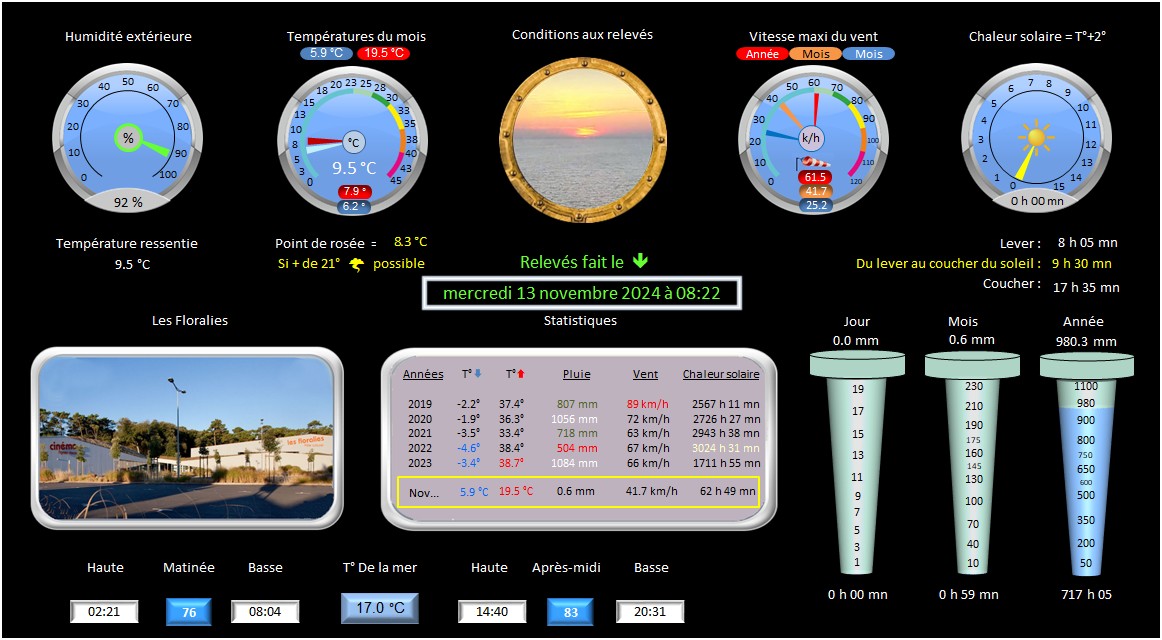 Humidité extérieure
Températures du mois
5.9 °C 19.5 °C
Conditions aux relevés
Vitesse maxi du vent
Année Mois Mois
Chaleur solaire = T°+2°
0 10 20 30 40 50 60 70 80 90 100
%
92 %
0 3 5 8 10 13 15 18 20 23 25 28 30 33 35 38 40 43 45
°C
9.5 °C
7.9 °
6.2 °
0 10 20 30 40 50 60 70 80 90 100 110 120
k/h
61.5
41.7
25.2
0 1 2 3 4 5 6 7 8 9 10 11 12 13 14 15
0 h 00 mn
Température ressentie
9.5 °C
Point de rosée = 8.3 °C
Si + de 21° possible
Relevés fait le
mercredi 13 novembre 2024 à 08:22
Lever : 8 h 05 mn
Du lever au coucher du soleil : 9 h 30 mn
Coucher : 17 h 35 mn
Les Floralies
cinéma
les floralies
Statistiques
Années T° T° Pluie Vent Chaleur solaire
2019 -2.2° 37.4° 807 mm 89 km/h 2567 h 11 mn
2020 -1.9° 36.3° 1056 mm 72 km/h 2726 h 27 mn
2021 -3.5° 33.4° 718 mm 63 km/h 2943 h 38 mn
2022 -4.6° 38.4° 504 mm 67 km/h 3024 h 31 mn
2023 -3.4° 38.7° 1084 mm 66 km/h 1711 h 55 mn
Nov... 5.9 °C 19.5 °C 0.6 mm 41.7 km/h 62 h 49 mn
Jour
0.0 mm
19
17
15
13
11
9
7
5
3
1
0 h 00 mn
Mois
0.6 mm
230
210
190
175
160
145
130
100
70
40
10
0 h 59 mn
Année
980.3 mm
1100
980
900
800
750
650
600
500
350
200
50
717 h 05
Haute Matinée Basse
02:21 76 08:04
T° De la mer
17.0 °C
Haute Après-midi Basse
14:40 83 20:31